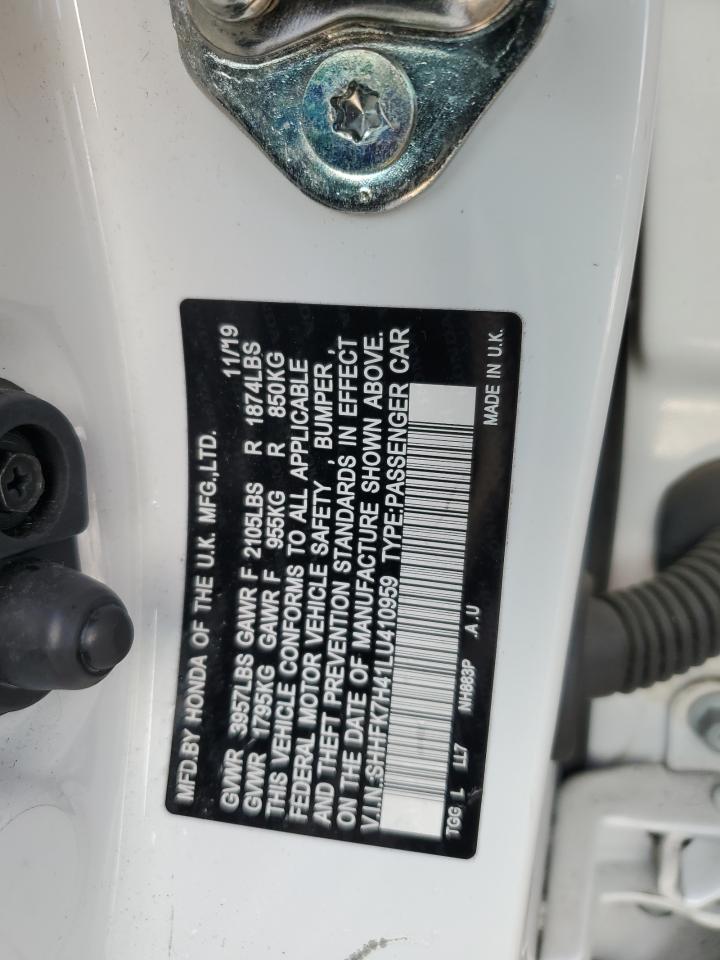 MFD.BY HONDA OF THE U.K. MFG.,LTD. 11/19
GVWR 3957LBS GAWR F 2105LBS R 1874LBS
GVWR 1795KG GAWR F 955KG R 850KG
THIS VEHICLE CONFORMS TO ALL APPLICABLE
FEDERAL MOTOR VEHICLE SAFETY , BUMPER ,
AND THEFT PREVENTION STANDARDS IN EFFECT
ON THE DATE OF MANUFACTURE SHOWN ABOVE.
V.I.N:SHHFK7H41LU410959 TYPE:PASSENGER CAR
TGG L LL7 NH883P .A.U MADE IN U.K.